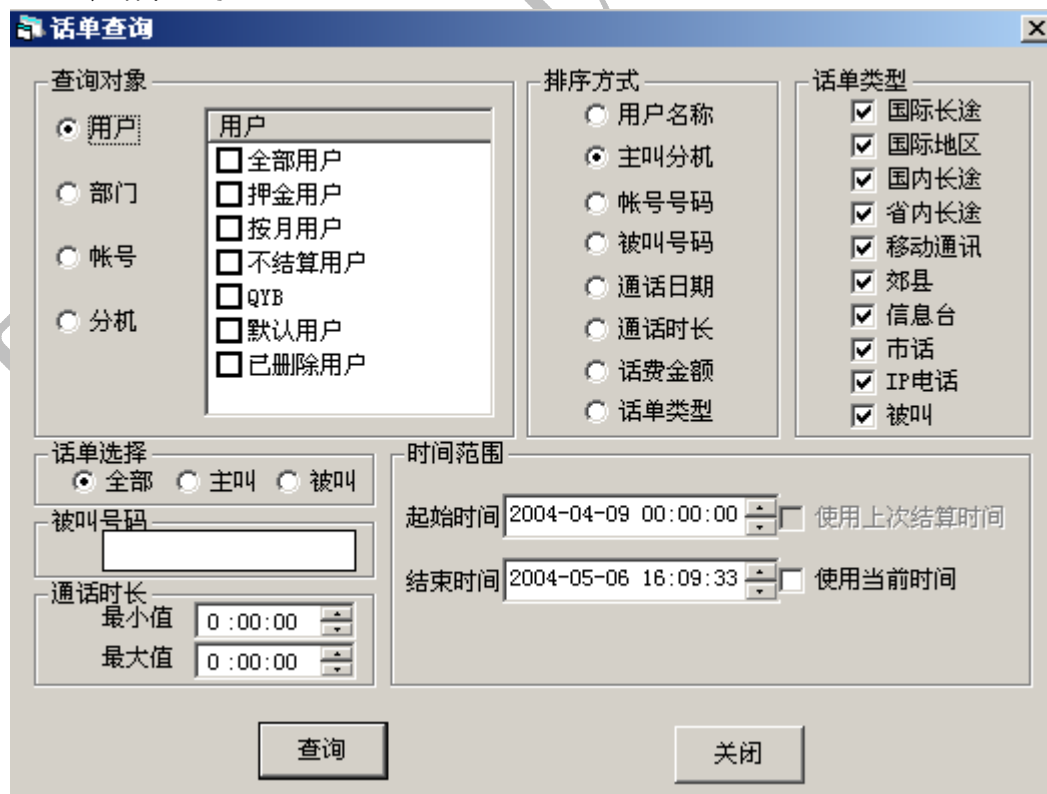 话单查询
查询对象
用户
部门
帐号
分机
用户
全部用户
押金用户
按月用户
不结算用户
QYB
默认用户
已删除用户
排序方式
用户名称
主叫分机
帐号号码
被叫号码
通话日期
通话时长
话费金额
话单类型
话单类型
国际长途
国际地区
国内长途
省内长途
移动通讯
郊县
信息台
市话
IP电话
被叫
话单选择
全部 主叫 被叫
被叫号码
通话时长
最小值 0 :00:00
最大值 0 :00:00
时间范围
起始时间 2004-04-09 00:00:00 使用上次结算时间
结束时间 2004-05-06 16:09:33 使用当前时间
查询 关闭